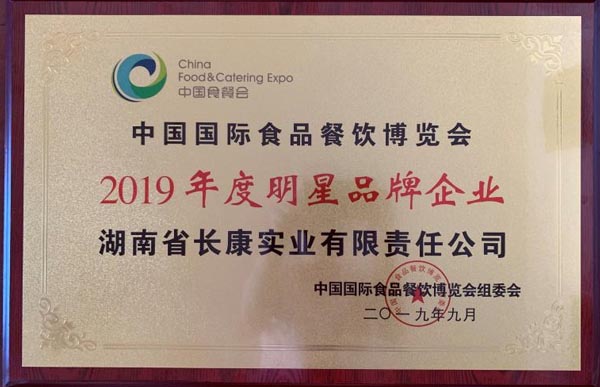 China
Food&Catering Expo
中国食餐会
中国国际食品餐饮博览会
2019年度明星品牌企业
湖南省长康实业有限责任公司
中国国际食品餐饮博览会组委会
二〇一九年九月